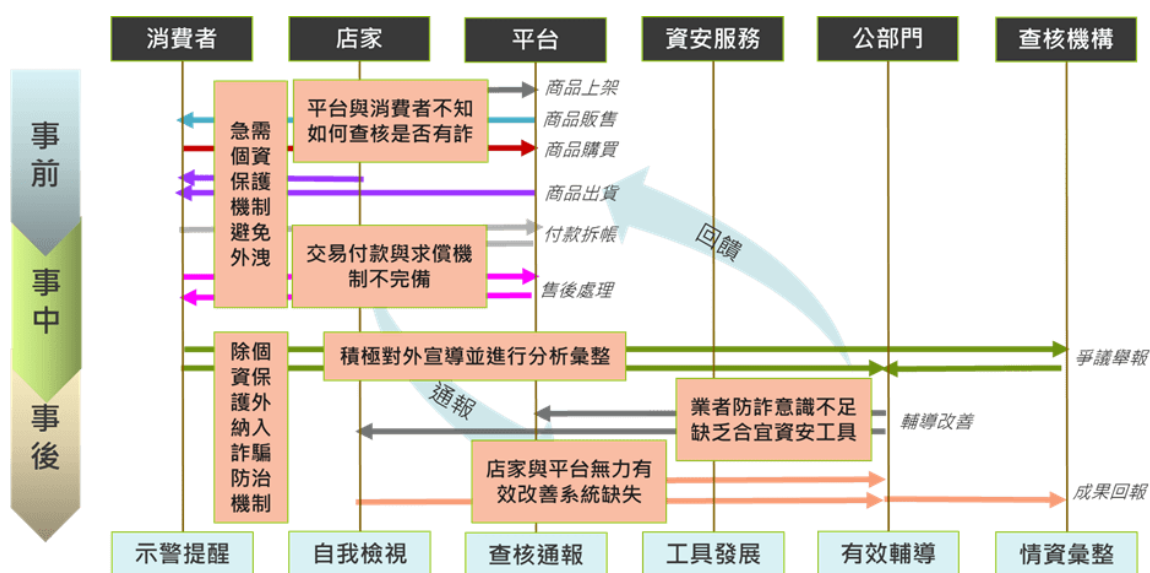 消費者
店家
平台
資安服務
公部門
查核機構
事前
事中
事後
急需
個資
保護
機制
避免
外洩
平台與消費者不知
如何查核是否有詐
商品上架
商品販售
商品購買
商品出貨
付款拆帳
交易付款與求償機
制不完備
售後處理
回饋
除個
資保
護外
納入
詐騙
防治
機制
積極對外宣導並進行分析彙整
爭議舉報
通報
業者防詐意識不足
缺乏合宜資安工具
輔導改善
店家與平台無力有
效改善系統缺失
成果回報
示警提醒
自我檢視
查核通報
工具發展
有效輔導
情資彙整